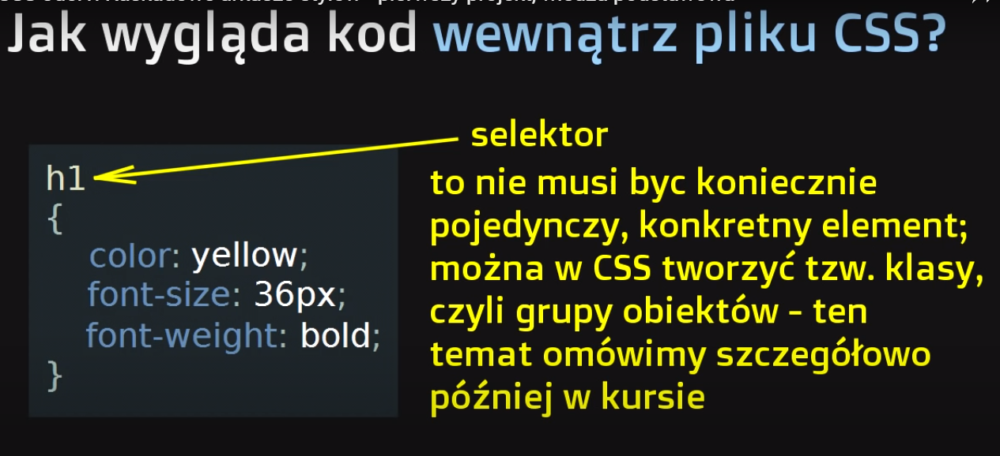 Jak wygląda kod wewnątrz pliku CSS?
selektor
h1
{
color: yellow;
font-size: 36px;
font-weight: bold;
}
to nie musi byc koniecznie
pojedynczy, konkretny element;
można w CSS tworzyć tzw. klasy,
czyli grupy obiektów - ten
temat omówimy szczegółowo
później w kursie